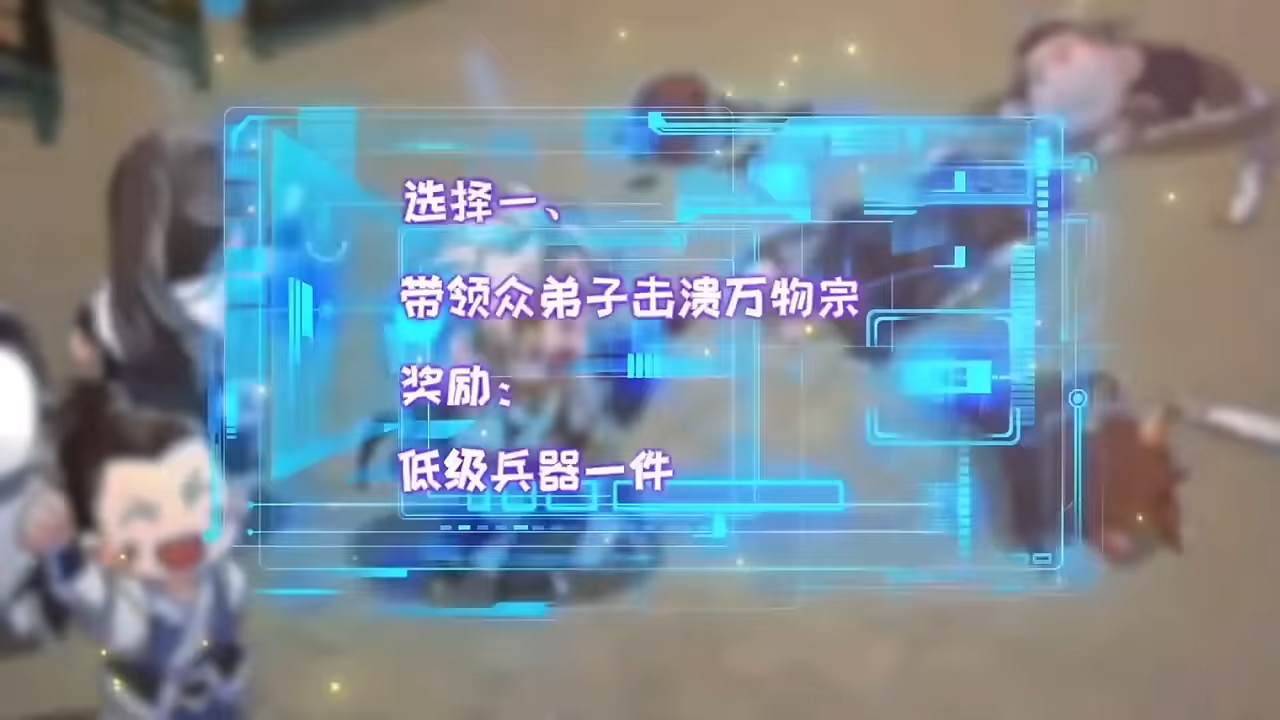 选择一、
带领众弟子击溃万物宗
奖励：
低级兵器一件